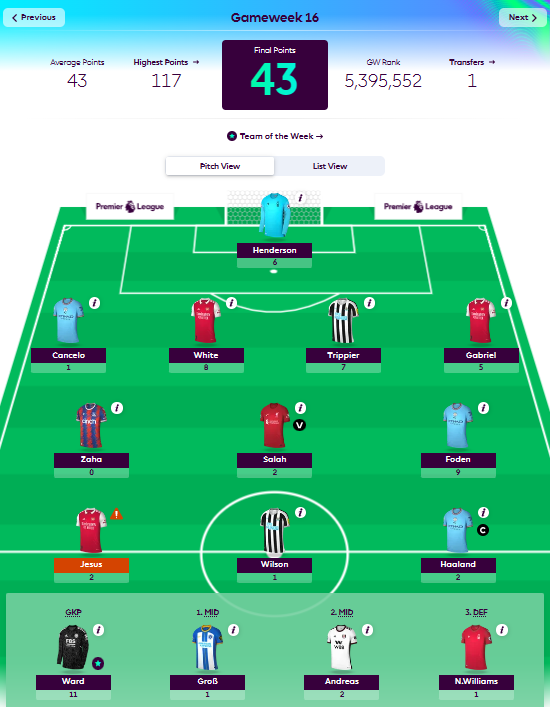 Previous
Gameweek 16
Next
Average Points
43
Highest Points →
117
Final Points
43
GW Rank
5,395,552
Transfers →
1
Team of the Week →
Pitch View
List View
Premier League
Premier League
Henderson
6
Cancelo
1
White
8
Trippier
7
Gabriel
5
Zaha
0
Salah
V
2
Foden
9
Jesus
2
Wilson
1
Haaland
C
2
GKP
1. MID
2. MID
3. DEF
Ward
11
Groß
1
Andreas
2
N.Williams
1